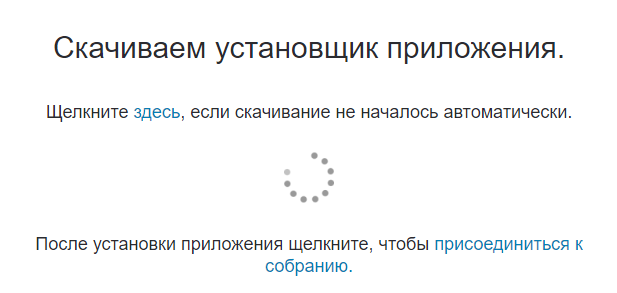 Скачиваем установщик приложения.
Щелкните здесь, если скачивание не началось автоматически.
После установки приложения щелкните, чтобы присоединиться к
собранию.